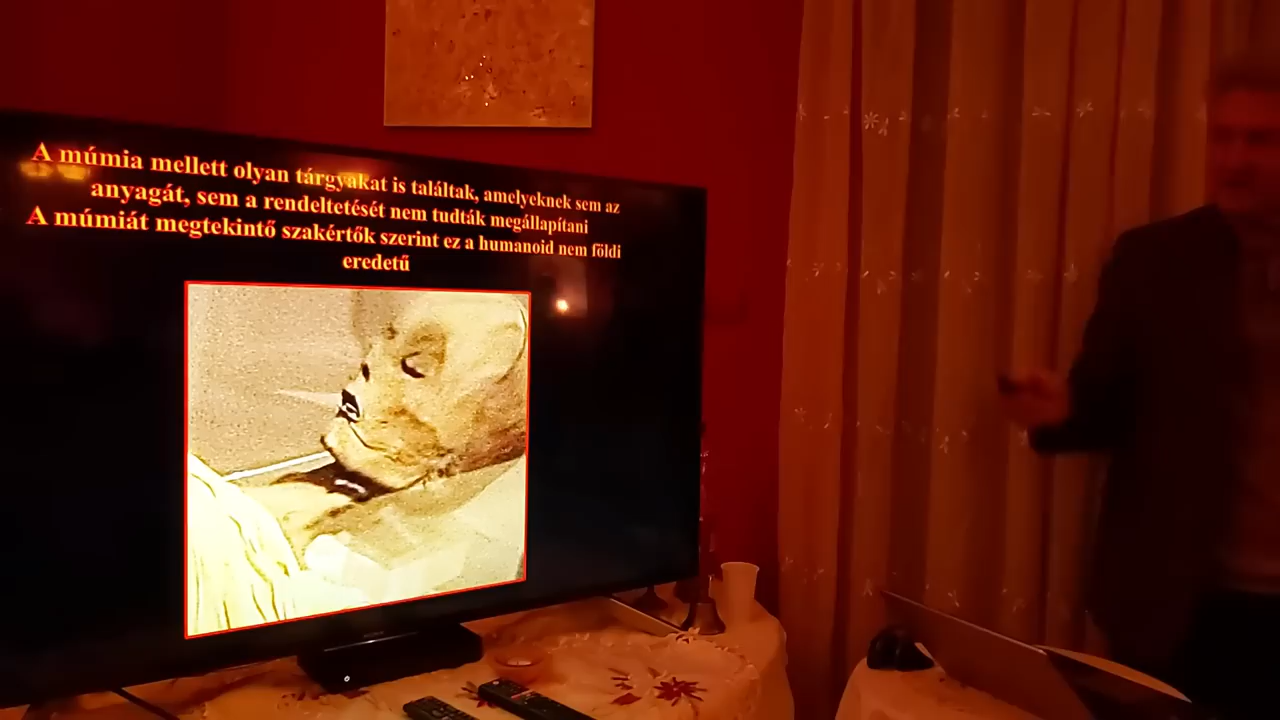 A múmia mellett olyan tárgyakat is találtak, amelyeknek sem az
anyagát, sem a rendeltetését nem tudták megállapítani
A múmiát megtekintő szakértők szerint ez a humanoid nem földi
eredetű